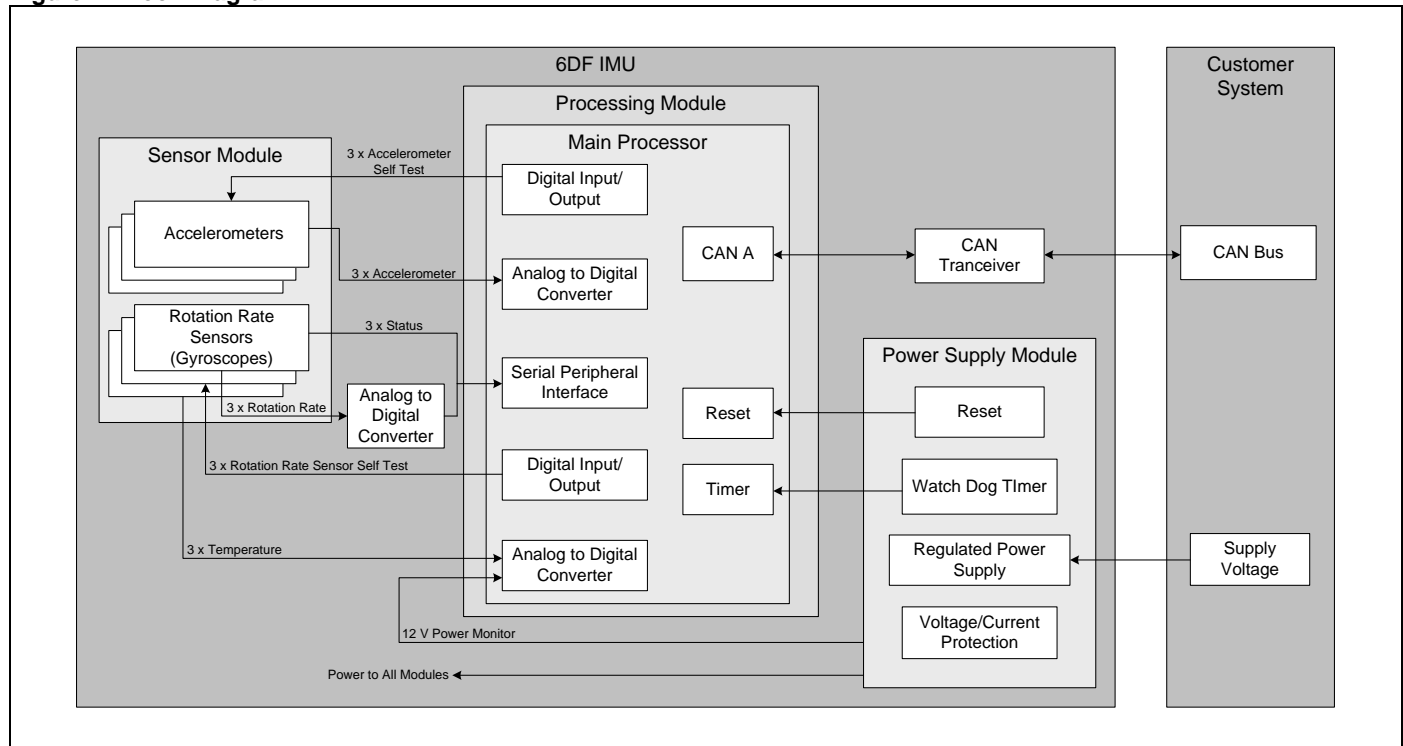 6DF IMU
Customer
System
Processing Module
Main Processor
Sensor Module
3 x Accelerometer
Self Test
Digital Input/
Output
Accelerometers
CAN A
CAN
Tranceiver
CAN Bus
3 x Accelerometer
Analog to Digital
Converter
Rotation Rate
Sensors
(Gyroscopes)
3 x Status
Serial Peripheral
Interface
Power Supply Module
3 x Rotation Rate
Analog to
Digital
Converter
Reset
Reset
3 x Rotation Rate Sensor Self Test
Digital Input/
Output
Timer
Watch Dog TImer
3 x Temperature
Analog to Digital
Converter
Regulated Power
Supply
Supply
Voltage
12 V Power Monitor
Voltage/Current
Protection
Power to All Modules